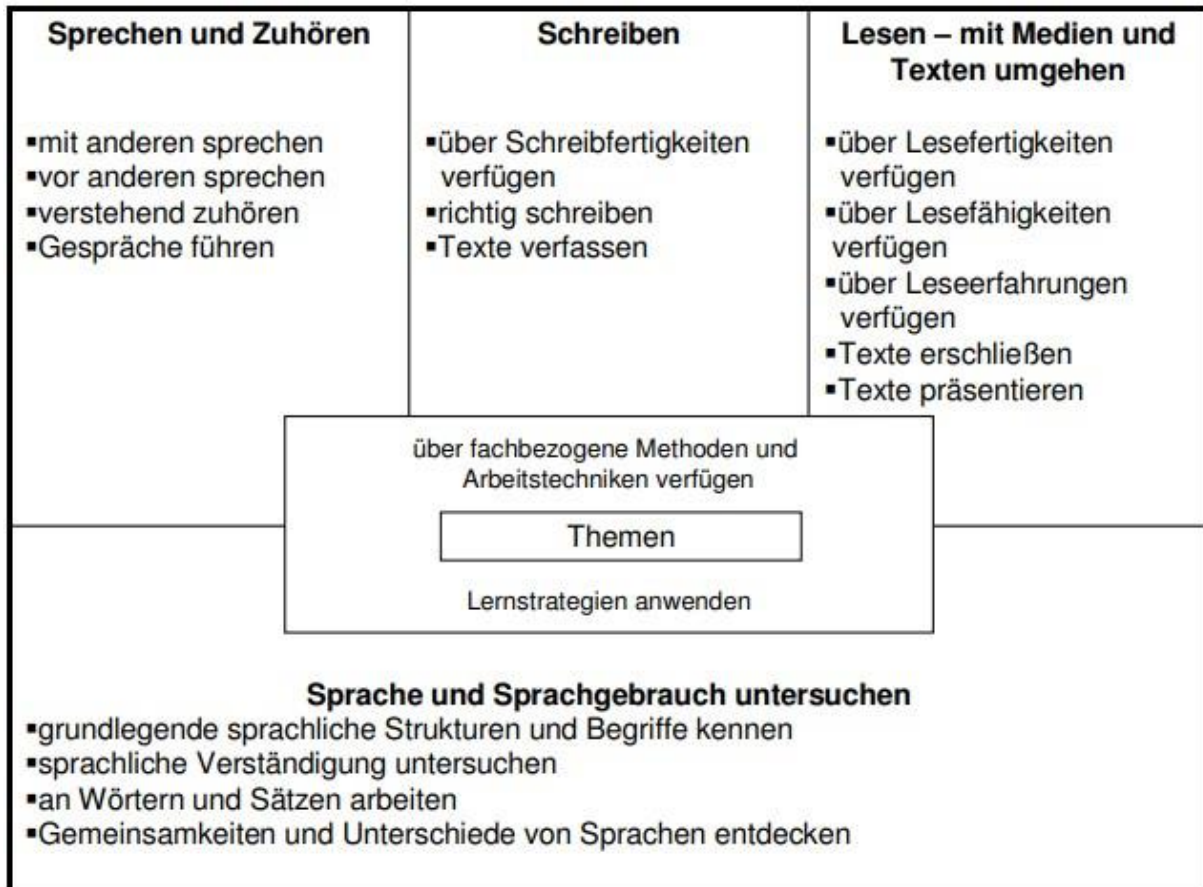 Sprechen und Zuhören
▪mit anderen sprechen
▪vor anderen sprechen
▪verstehend zuhören
▪Gespräche führen
Schreiben
▪über Schreibfertigkeiten
verfügen
▪richtig schreiben
▪Texte verfassen
Lesen – mit Medien und
Texten umgehen
▪über Lesefertigkeiten
verfügen
▪über Lesefähigkeiten
verfügen
▪über Leseerfahrungen
verfügen
▪Texte erschließen
▪Texte präsentieren
über fachbezogene Methoden und
Arbeitstechniken verfügen
Themen
Lernstrategien anwenden
Sprache und Sprachgebrauch untersuchen
▪grundlegende sprachliche Strukturen und Begriffe kennen
▪sprachliche Verständigung untersuchen
▪an Wörtern und Sätzen arbeiten
▪Gemeinsamkeiten und Unterschiede von Sprachen entdecken